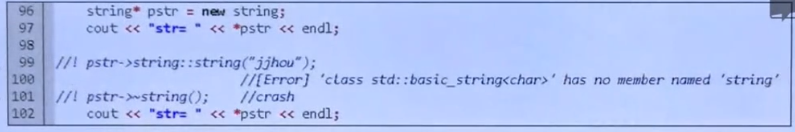 96 string* pstr = new string;
97 cout << "str= " << *pstr << endl;
98
99 //! pstr->string::string("jjhou");
100 //[Error] 'class std::basic_string<char>' has no member named 'string'
101 //! pstr->~string(); //crash
102 cout << "str= " << *pstr << endl;